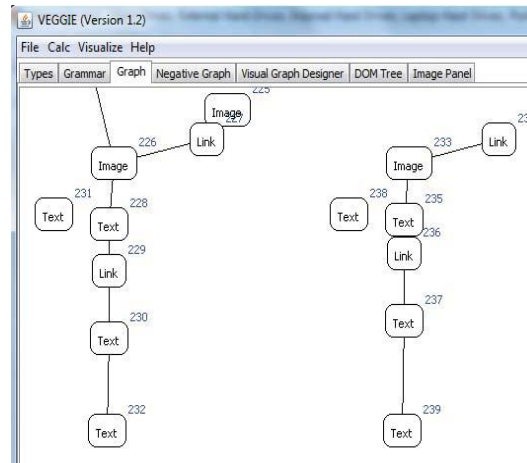 VEGGIE (Version 1.2)
File Calc Visualize Help
Types Grammar Graph Negative Graph Visual Graph Designer DOM Tree Image Panel
225
Image
227
Link
226
Image
231
Text
228
Text
229
Link
230
Text
232
Text
Link
233
Image
238
Text
235
Text
236
Link
237
Text
239
Text